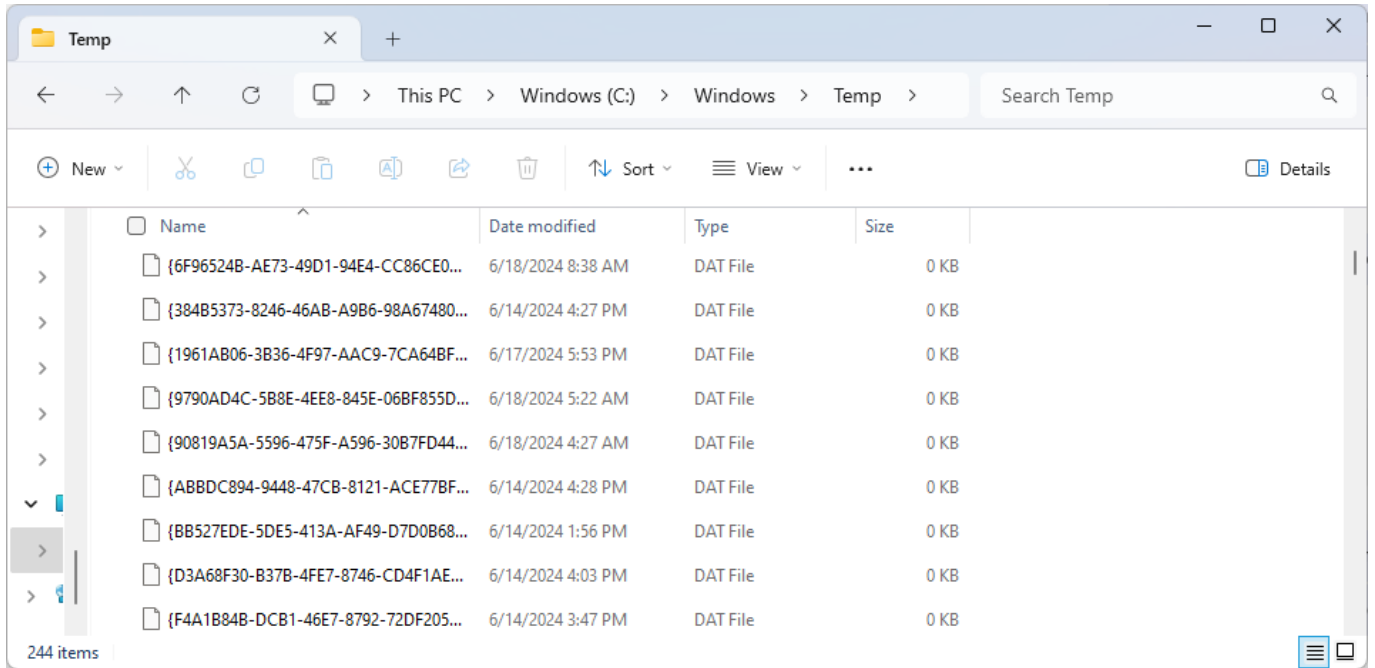 Temp
This PC > Windows (C:) > Windows > Temp > Search Temp
New Sort View ... Details
Name Date modified Type Size
{6F96524B-AE73-49D1-94E4-CC86CE0... 6/18/2024 8:38 AM DAT File 0 KB
{384B5373-8246-46AB-A9B6-98A67480... 6/14/2024 4:27 PM DAT File 0 KB
{1961AB06-3B36-4F97-AAC9-7CA64BF... 6/17/2024 5:53 PM DAT File 0 KB
{9790AD4C-5B8E-4EE8-845E-06BF855D... 6/18/2024 5:22 AM DAT File 0 KB
{90819A5A-5596-475F-A596-30B7FD44... 6/18/2024 4:27 AM DAT File 0 KB
{ABBDC894-9448-47CB-8121-ACE77BF... 6/14/2024 4:28 PM DAT File 0 KB
{BB527EDE-5DE5-413A-AF49-D7D0B68... 6/14/2024 1:56 PM DAT File 0 KB
{D3A68F30-B37B-4FE7-8746-CD4F1AE... 6/14/2024 4:03 PM DAT File 0 KB
{F4A1B84B-DCB1-46E7-8792-72DF205... 6/14/2024 3:47 PM DAT File 0 KB
244 items